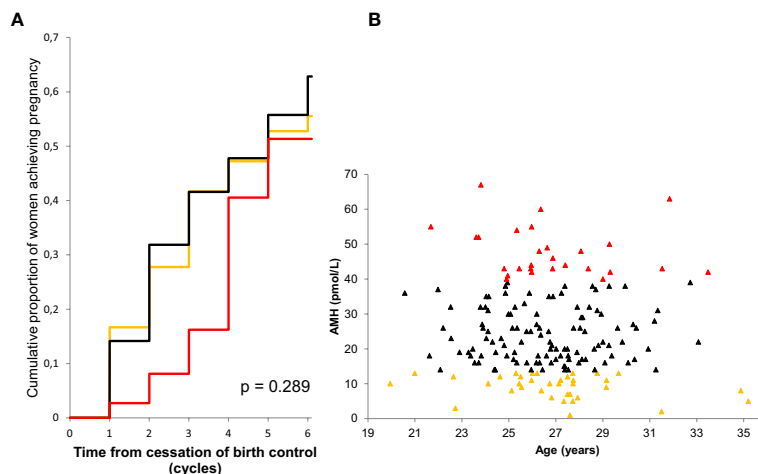 A
Cumulative proportion of women achieving pregnancy
0,7
0,6
0,5
0,4
0,3
0,2
0,1
0
0 1 2 3 4 5 6
p = 0.289
Time from cessation of birth control
(cycles)
B
AMH (pmol/L)
70
60
50
40
30
20
10
0
19 21 23 25 27 29 31 33 35
Age (years)